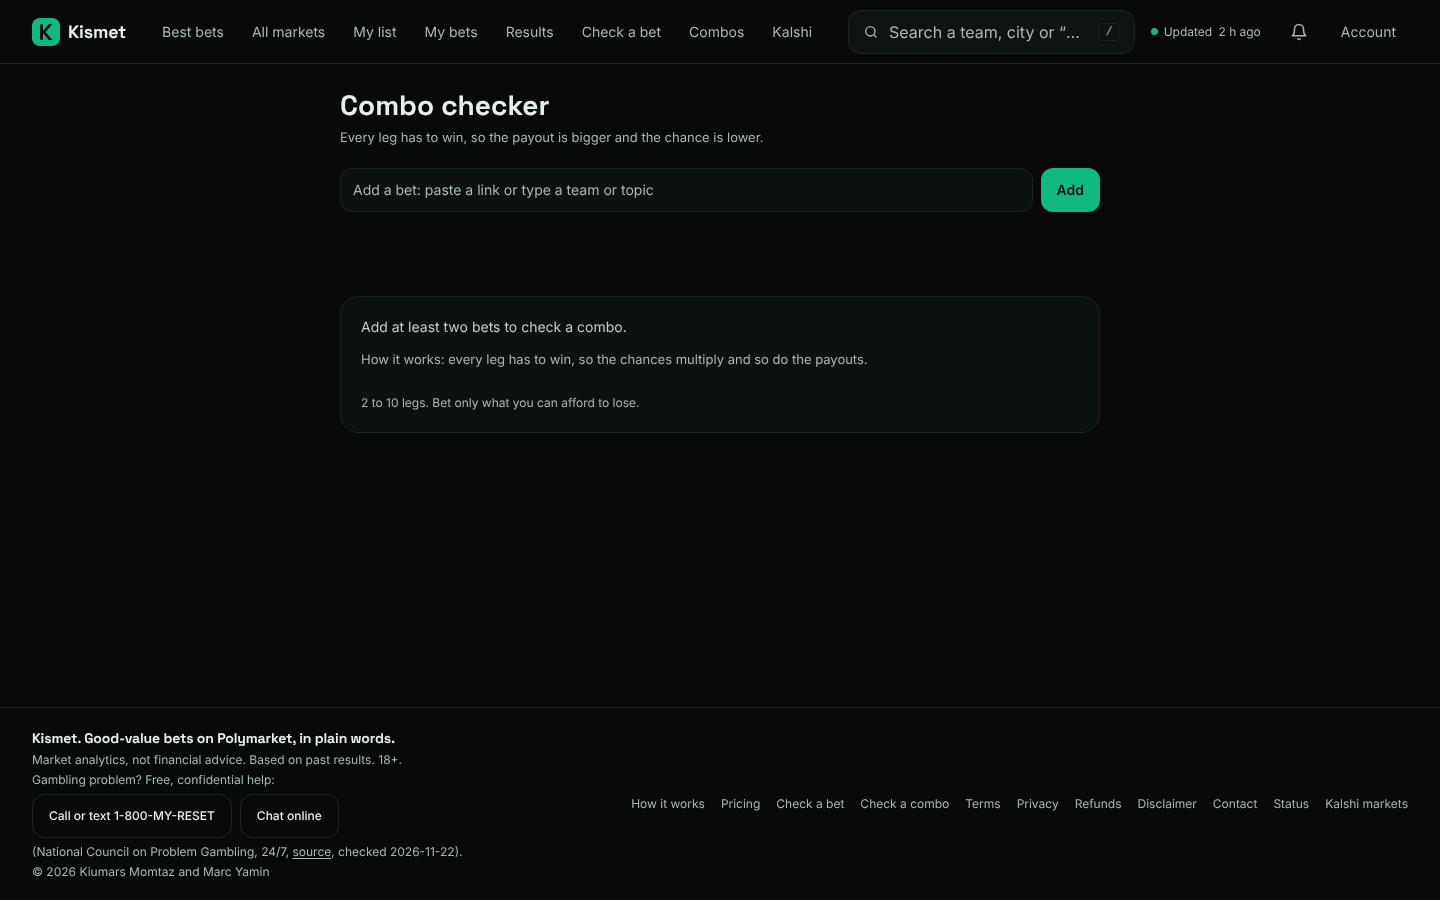 K Kismet Best bets All markets My list My bets Results Check a bet Combos Kalshi Search a team, city or “... / Updated 2 h ago Account
Combo checker
Every leg has to win, so the payout is bigger and the chance is lower.
Add a bet: paste a link or type a team or topic Add
Add at least two bets to check a combo.
How it works: every leg has to win, so the chances multiply and so do the payouts.
2 to 10 legs. Bet only what you can afford to lose.
Kismet. Good-value bets on Polymarket, in plain words.
Market analytics, not financial advice. Based on past results. 18+.
Gambling problem? Free, confidential help:
Call or text 1-800-MY-RESET Chat online
(National Council on Problem Gambling, 24/7, source, checked 2026-11-22).
© 2026 Kiumars Momtaz and Marc Yamin
How it works Pricing Check a bet Check a combo Terms Privacy Refunds Disclaimer Contact Status Kalshi markets